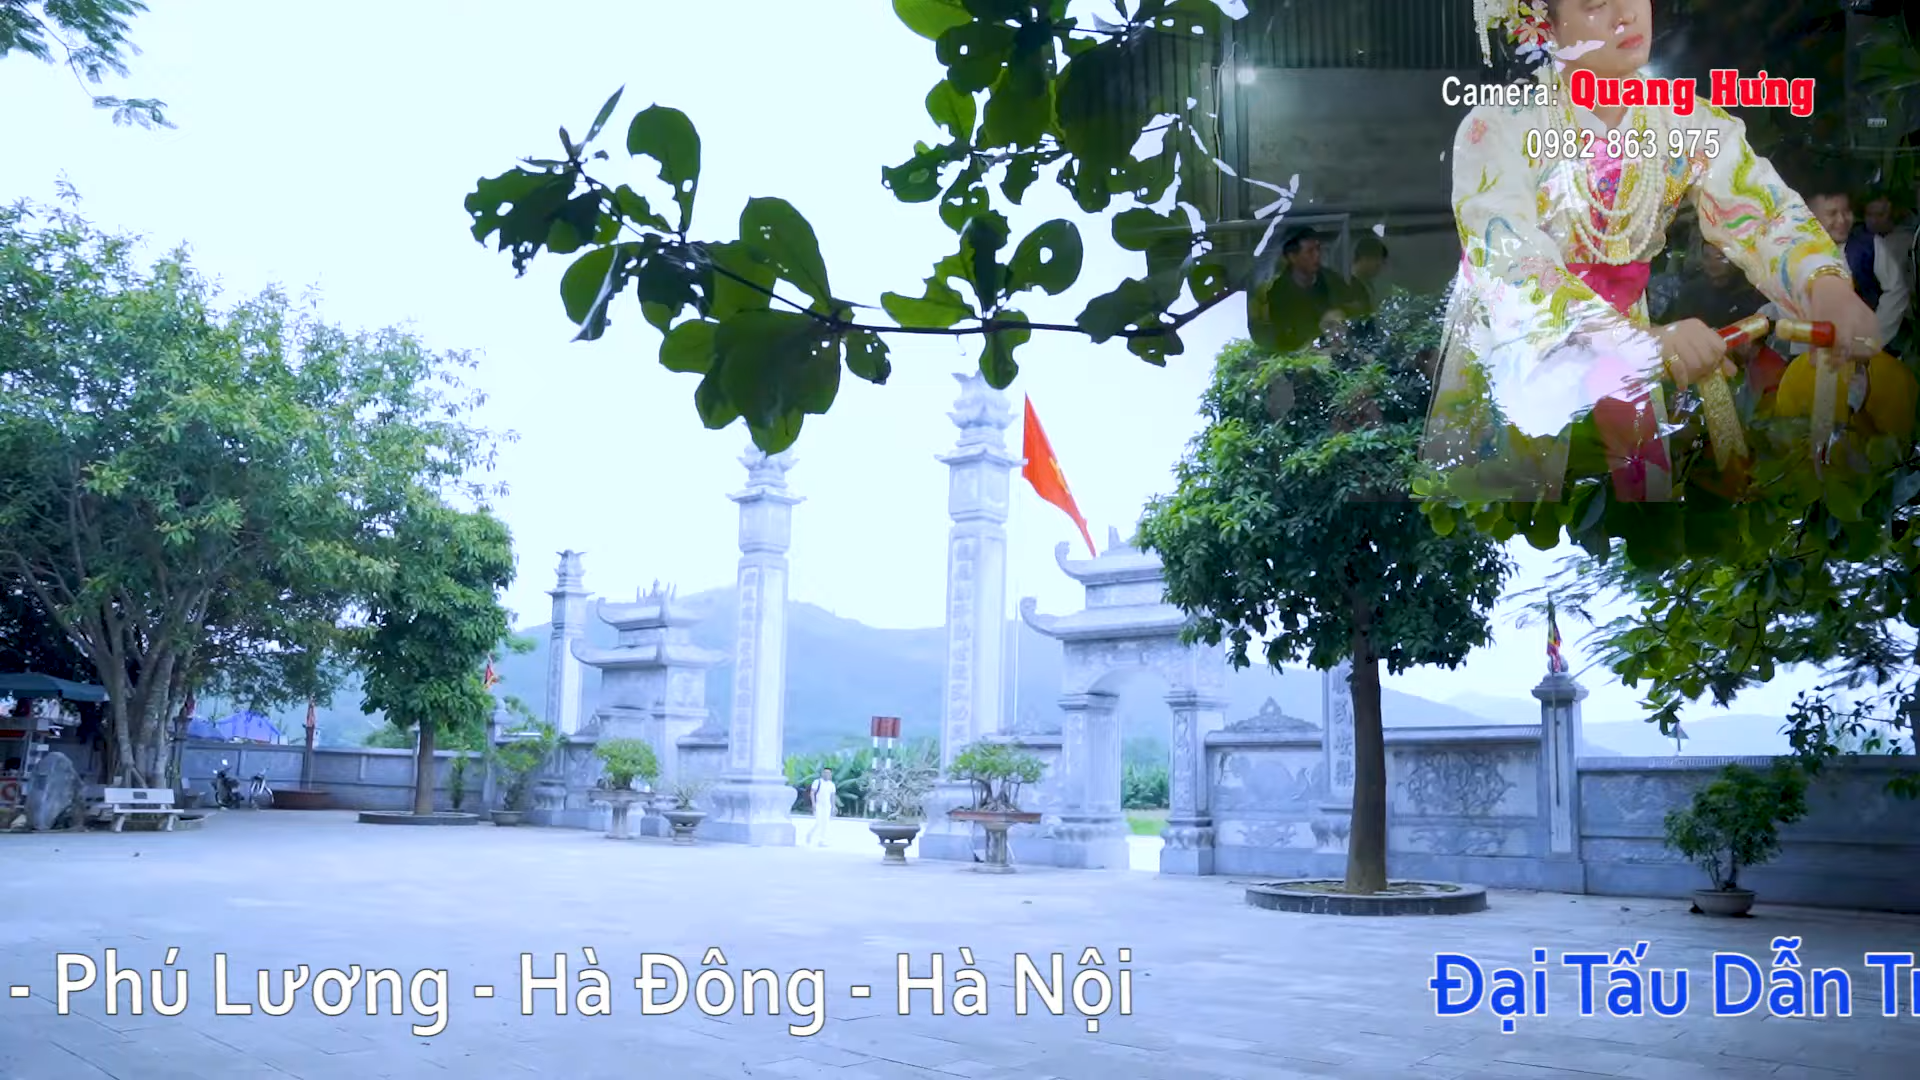 Camera: Quang Hưng
0982 863 975
- Phú Lương - Hà Đông - Hà Nội
Đại Tấu Dẫn